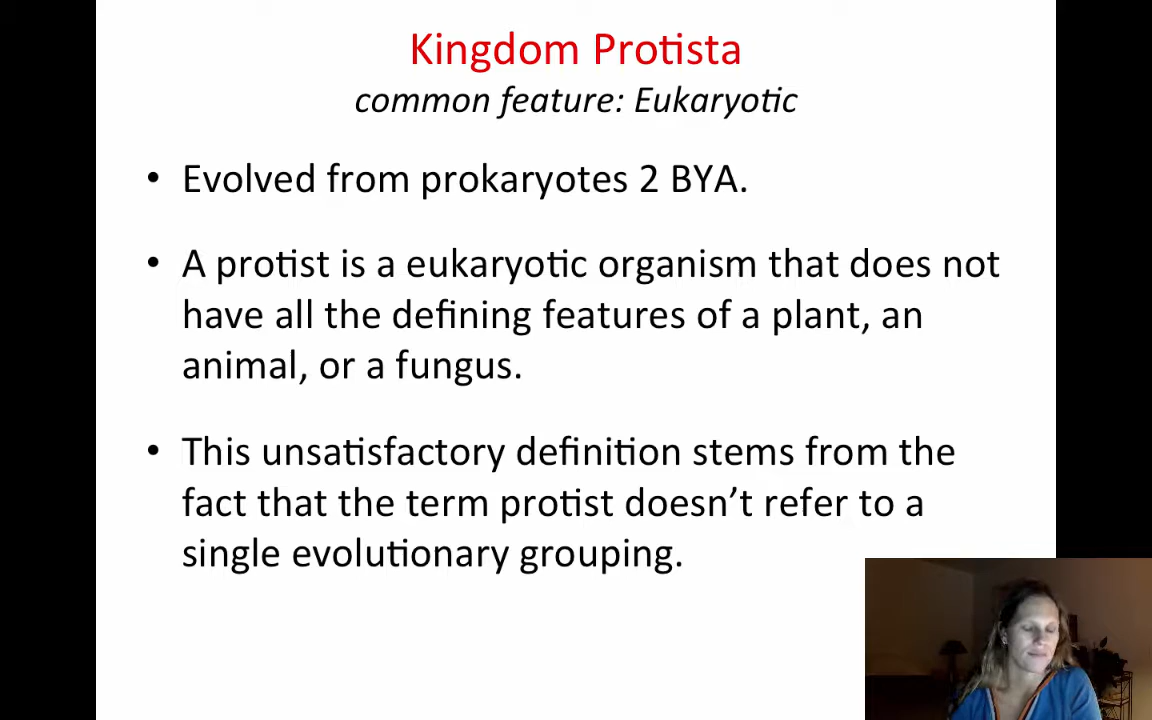 Kingdom Protista
common feature: Eukaryotic
• Evolved from prokaryotes 2 BYA.
• A protist is a eukaryotic organism that does not
have all the defining features of a plant, an
animal, or a fungus.
• This unsatisfactory definition stems from the
fact that the term protist doesn’t refer to a
single evolutionary grouping.